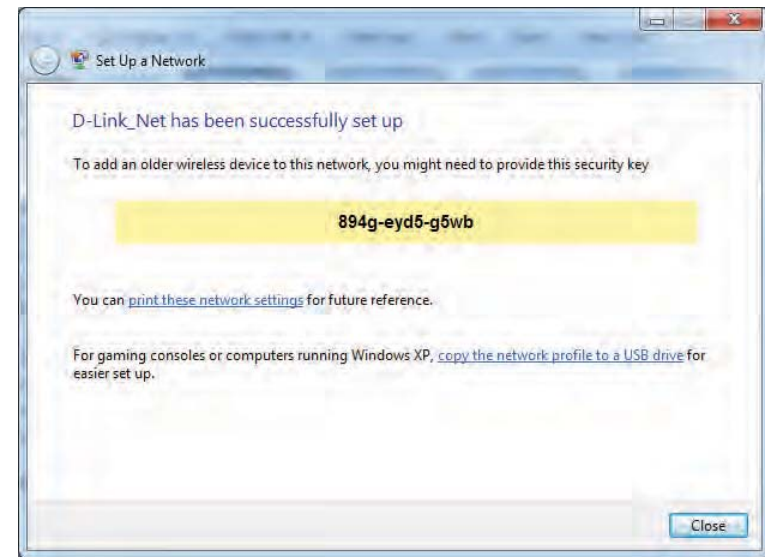 Set Up a Network
D-Link_Net has been successfully set up
To add an older wireless device to this network, you might need to provide this security key
894g-eyd5-g5wb
You can print these network settings for future reference.
For gaming consoles or computers running Windows XP, copy the network profile to a USB drive for
easier set up.
Close